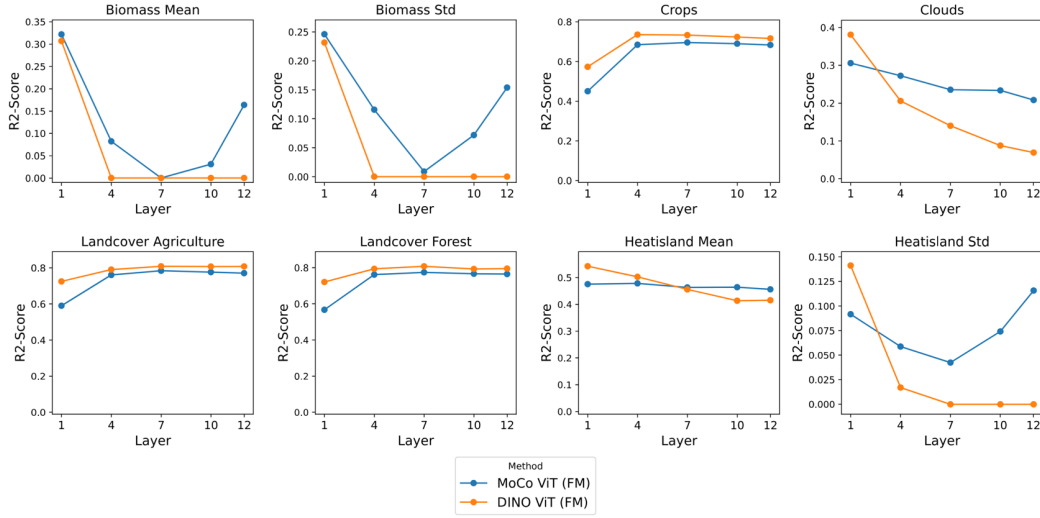 Biomass Mean
R2-Score
0.35
0.30
0.25
0.20
0.15
0.10
0.05
0.00
1 4 7 10 12
Layer
Biomass Std
R2-Score
0.25
0.20
0.15
0.10
0.05
0.00
1 4 7 10 12
Layer
Crops
R2-Score
0.8
0.6
0.4
0.2
0.0
1 4 7 10 12
Layer
Clouds
R2-Score
0.4
0.3
0.2
0.1
0.0
1 4 7 10 12
Layer
Landcover Agriculture
R2-Score
0.8
0.6
0.4
0.2
0.0
1 4 7 10 12
Layer
Landcover Forest
R2-Score
0.8
0.6
0.4
0.2
0.0
1 4 7 10 12
Layer
Heatisland Mean
R2-Score
0.5
0.4
0.3
0.2
0.1
0.0
1 4 7 10 12
Layer
Heatisland Std
R2-Score
0.150
0.125
0.100
0.075
0.050
0.025
0.000
1 4 7 10 12
Layer
Method
MoCo ViT (FM)
DINO ViT (FM)